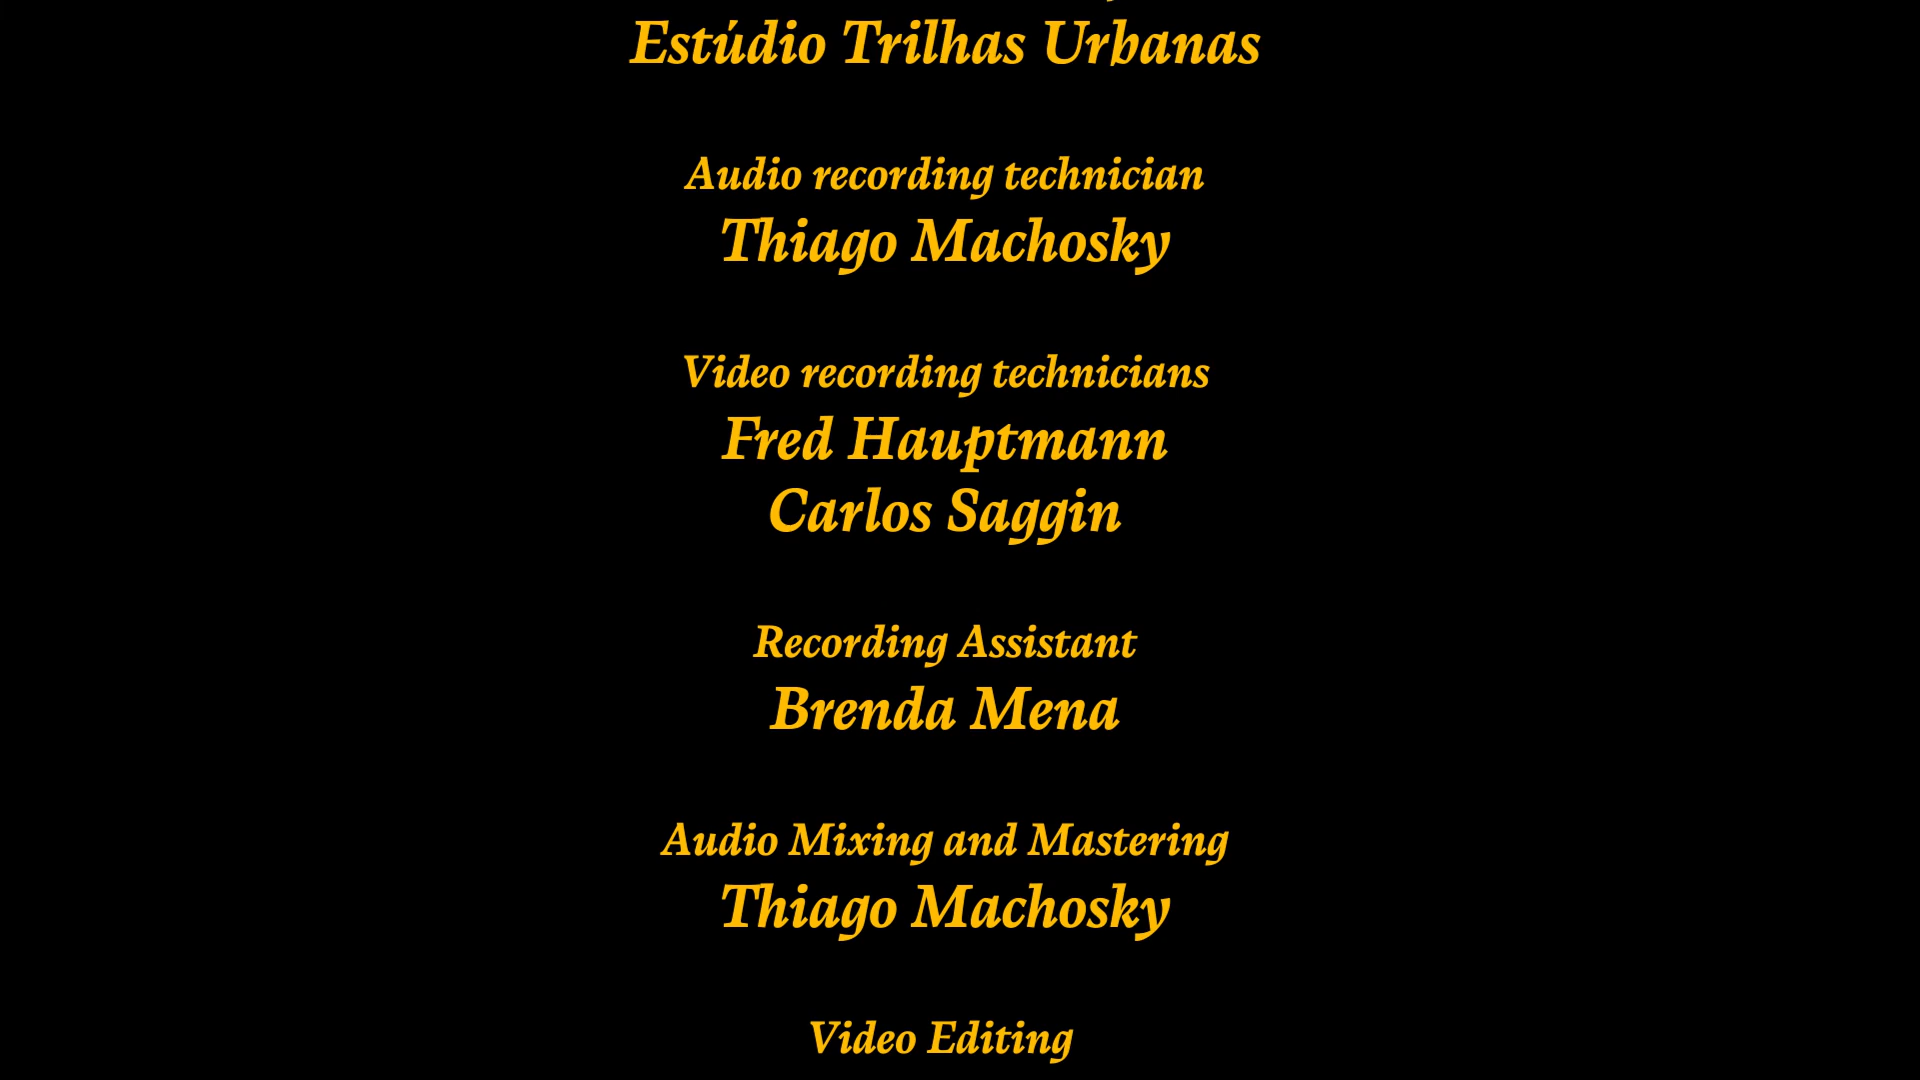 Estúdio Trilhas Urbanas
Audio recording technician
Thiago Machosky
Video recording technicians
Fred Hauptmann
Carlos Saggin
Recording Assistant
Brenda Mena
Audio Mixing and Mastering
Thiago Machosky
Video Editing